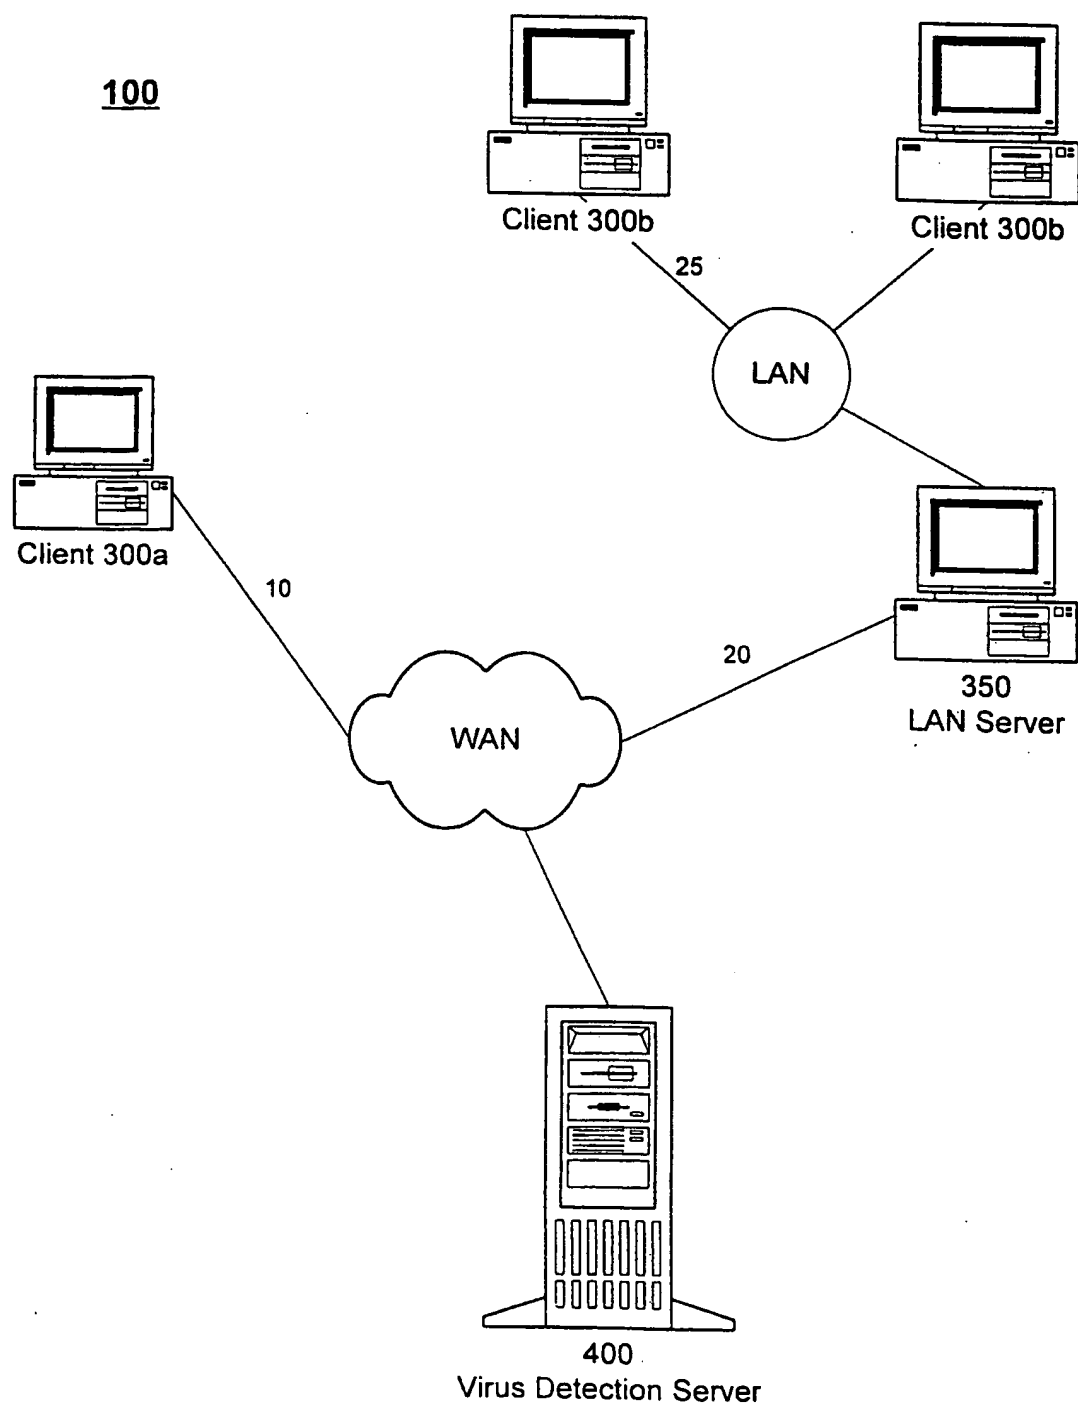 100
Client 300b
Client 300b
25
LAN
Client 300a
10
20
350
LAN Server
WAN
400
Virus Detection Server